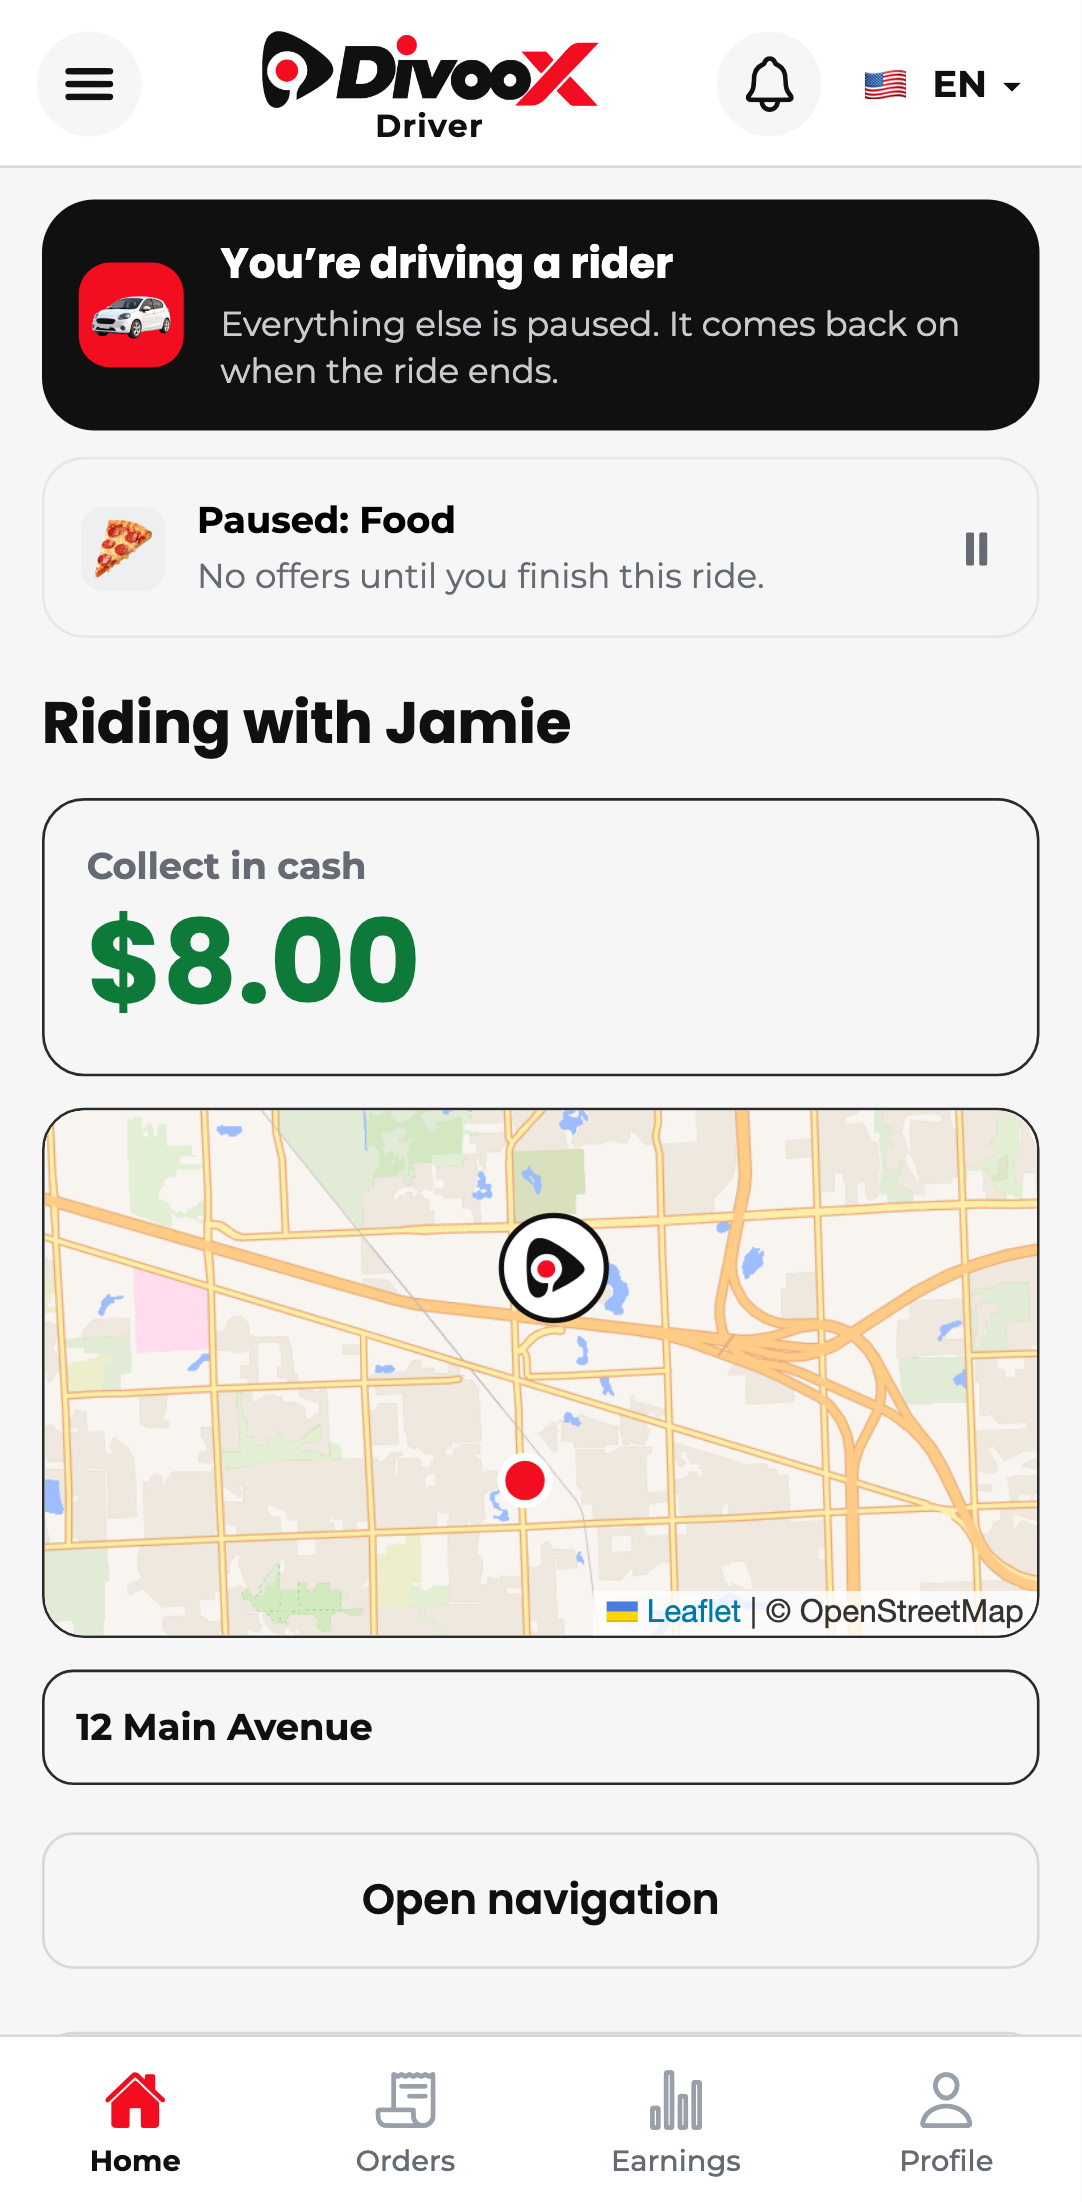 DivooX
Driver
EN
You’re driving a rider
Everything else is paused. It comes back on
when the ride ends.
Paused: Food
No offers until you finish this ride.
Riding with Jamie
Collect in cash
$8.00
Leaflet | © OpenStreetMap
12 Main Avenue
Open navigation
Home
Orders
Earnings
Profile